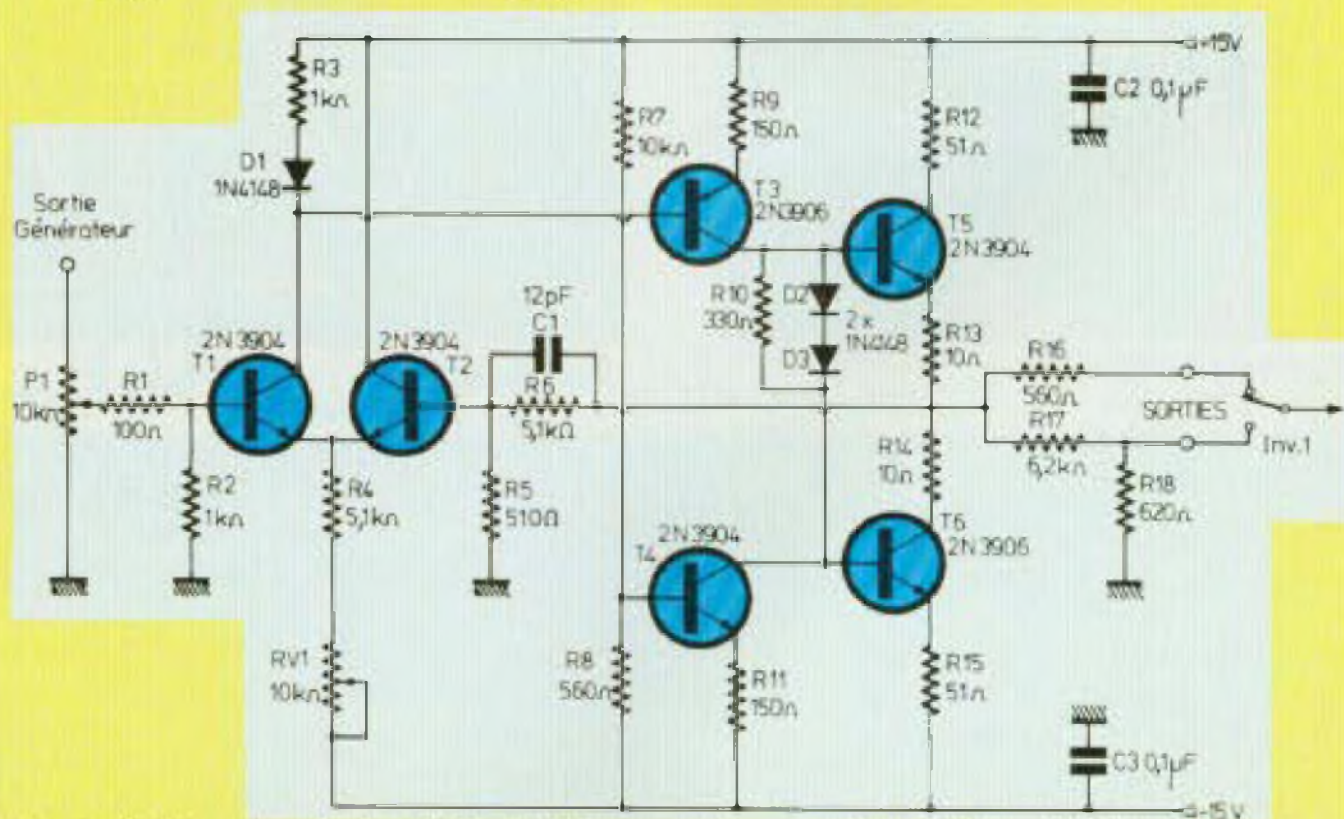 R3
1kΩ
D1
1N4148
Sortie
Générateur
P1
10kΩ
R1
100Ω
R2
1kΩ
2N3904
T1
2N3904
T2
R4
5,1kΩ
RV1
10kΩ
12pF
C1
R6
5,1kΩ
R5
510Ω
R7
10kΩ
R8
560Ω
R9
150Ω
T3
2N3906
R10
330Ω
D2
2x
1N4148
D3
2N3904
T4
R11
150Ω
R12
51Ω
T5
2N3904
R13
10Ω
R14
10Ω
T6
2N3906
R15
51Ω
+15V
C2 0,1µF
R16
560Ω
SORTIES
R17
6,2kΩ
Inv.1
R18
620Ω
C3 0,1µF
-15V